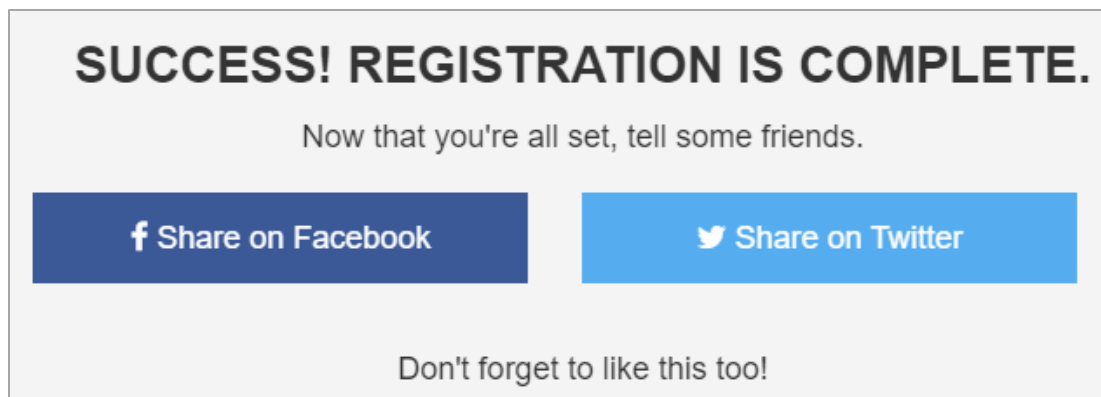 SUCCESS! REGISTRATION IS COMPLETE.
Now that you're all set, tell some friends.
Share on Facebook
Share on Twitter
Don't forget to like this too!